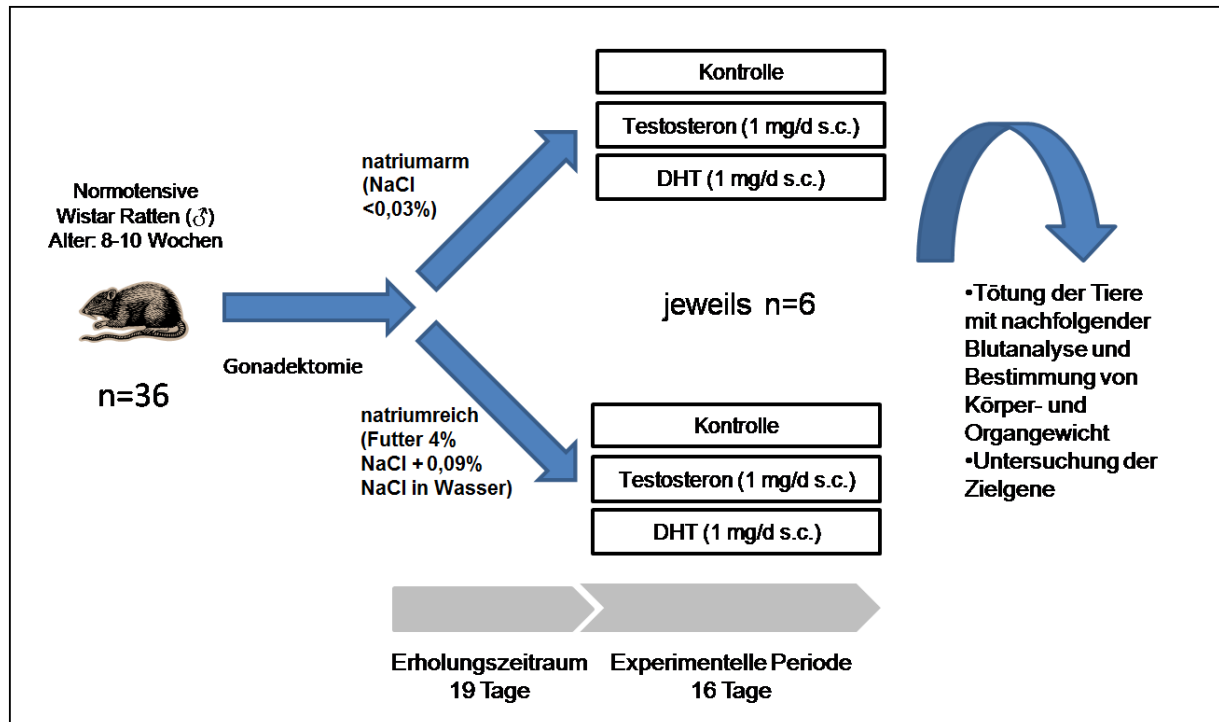 Normotensive
Wistar Ratten (♂)
Alter: 8-10 Wochen
n=36
Gonadektomie
natriumarm
(NaCl
<0,03%)
natriumreich
(Futter 4%
NaCl + 0,09%
NaCl in Wasser)
Kontrolle
Testosteron (1 mg/d s.c.)
DHT (1 mg/d s.c.)
jeweils n=6
Kontrolle
Testosteron (1 mg/d s.c.)
DHT (1 mg/d s.c.)
•Tötung der Tiere
mit nachfolgender
Blutanalyse und
Bestimmung von
Körper- und
Organgewicht
•Untersuchung der
Zielgene
Erholungszeitraum
19 Tage
Experimentelle Periode
16 Tage